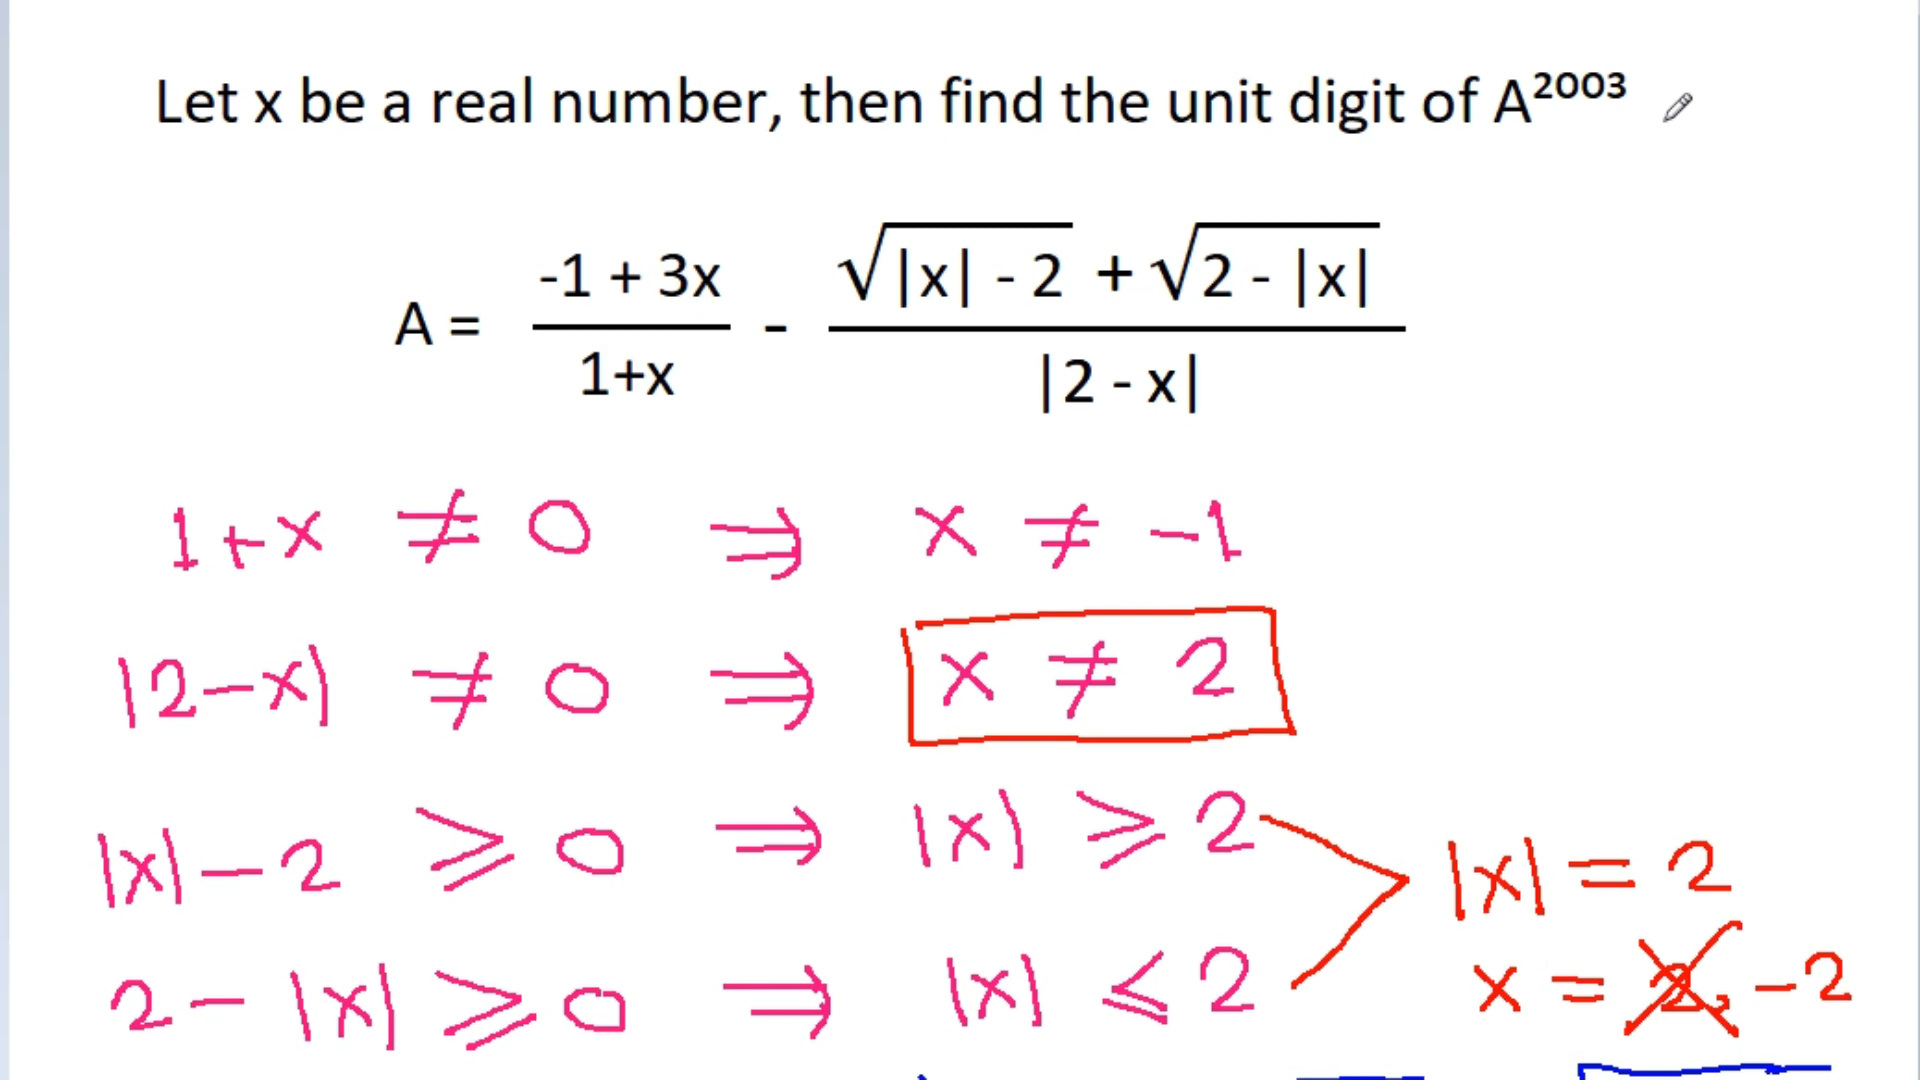 Let x be a real number, then find the unit digit of A²⁰⁰³
A = (-1 + 3x)/(1+x) - (√(|x| - 2) + √(2 - |x|))/|2 - x|
1+x ≠ 0 ⇒ x ≠ -1
|2-x| ≠ 0 ⇒ x ≠ 2
|x|-2 ⩾ 0 ⇒ |x| ⩾ 2
|x| = 2
2-|x| ⩾ 0 ⇒ |x| ⩽ 2
x = 2, -2